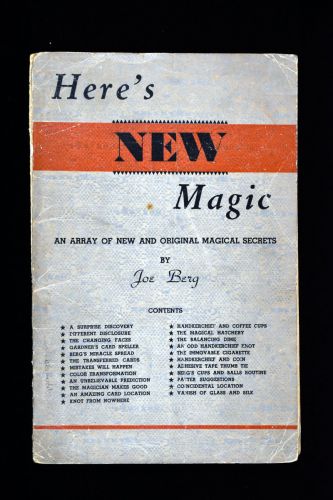 Here's
NEW
Magic
AN ARRAY OF NEW AND ORIGINAL MAGICAL SECRETS
BY
Joe Berg
CONTENTS
★ A SURPRISE DISCOVERY
★ DIFFERENT DISCLOSURE
★ THE CHANGING FACES
★ GARDNER'S CARD SPELLER
★ BERG'S MIRACLE SPREAD
★ THE TRANSFERRED CARDS
★ MISTAKES WILL HAPPEN
★ COLOR TRANSFORMATION
★ AN UNBELIEVABLE PREDICTION
★ THE MAGICIAN MAKES GOOD
★ AN AMAZING CARD LOCATION
★ KNOT FROM NOWHERE
★ HANDKERCHIEF AND COFFEE CUPS
★ THE MAGICAL HATCHERY
★ THE BALANCING DIME
★ AN ODD HANDKERCHIEF KNOT
★ THE IMMOVABLE CIGARETTE
★ HANDKERCHIEF AND COIN
★ ADHESIVE TAPE THUMB TIE
★ BERG'S CUPS AND BALLS ROUTINE
★ PATTER SUGGESTIONS
★ CO-INCIDENTAL LOCATION
★ VANISH OF GLASS AND SILK